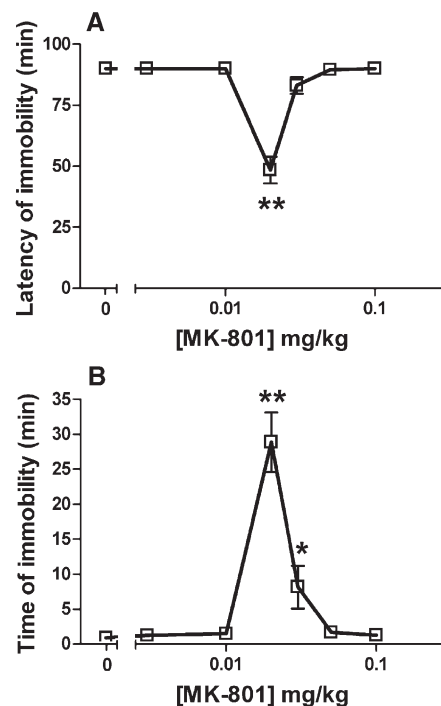 A
Latency of immobility (min)
100
75
50
25
0
**
0 0.01 0.1
[MK-801] mg/kg
B
Time of immobility (min)
35
30
25
20
15
10
5
0
**
*
0 0.01 0.1
[MK-801] mg/kg